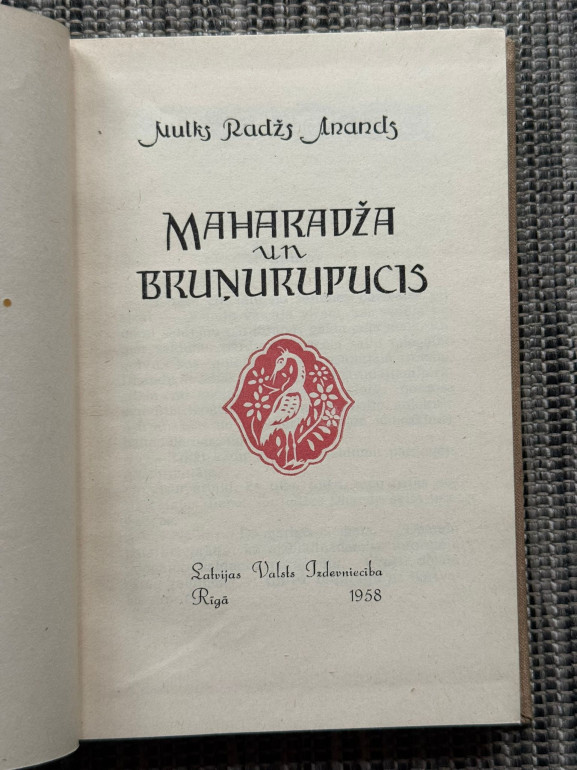 Mulks Radžs Anands
MAHARADŽA
un
BRUŅURUPUCIS
Latvijas Valsts Izdevniecība
Rīgā 1958